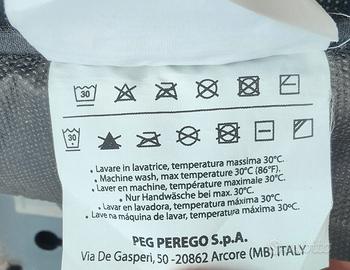 30
30
. Lavare in lavatrice, temperatura massima 30°C.
. Machine wash, max temperature 30°C (86°F).
. Laver en machine, température maximale 30°C.
. Nur Handwäsche bei max. 30°C.
. Lavar en lavadora, temperatura máxima 30°C.
. Lave na máquina de lavar, temperatura máxima 30ºC.
PEG PEREGO S.p.A.
Via De Gasperi, 50 -20862 Arcore (MB) ITALY